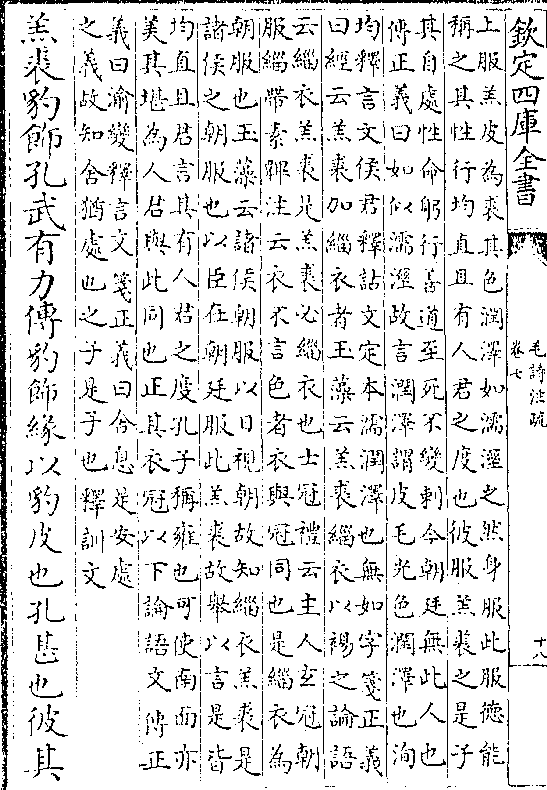 欽定四庫全書
毛詩注疏
卷七
十八
上服羔皮為裘其色潤澤如濡溼之然身服此服德能
稱之其性行均直且有人君之度也彼服羔裘之是子
其自處性命躬行善道至死不變刺今朝廷無此人也
傳正義曰如似濡溼故言潤澤謂皮毛光色潤澤也洵
均釋言文侯君釋詁文定本濡潤澤也無如字箋正義
曰經云羔裘加緇衣者玉藻云羔裘緇衣以裼之論語
云緇衣羔裘是羔裘必緇衣也士冠禮云主人玄冠朝
服緇帶素韠注云衣不言色者衣與冠同也是緇衣為
朝服也玉藻云諸侯朝服以日視朝故知緇衣羔裘是
諸侯之朝服也以臣在朝廷服此羔裘故舉以言是皆
均直且君言其有人君之度孔子稱雍也可使南面亦
美其堪為人君與此同也正其衣冠以下論語文傳正
義曰渝變釋言文箋正義曰舍息是安處
之義故知舍猶處也之子是子也釋訓文
羔裘豹飾孔武有力傳豹飾緣以豹皮也孔甚也彼其